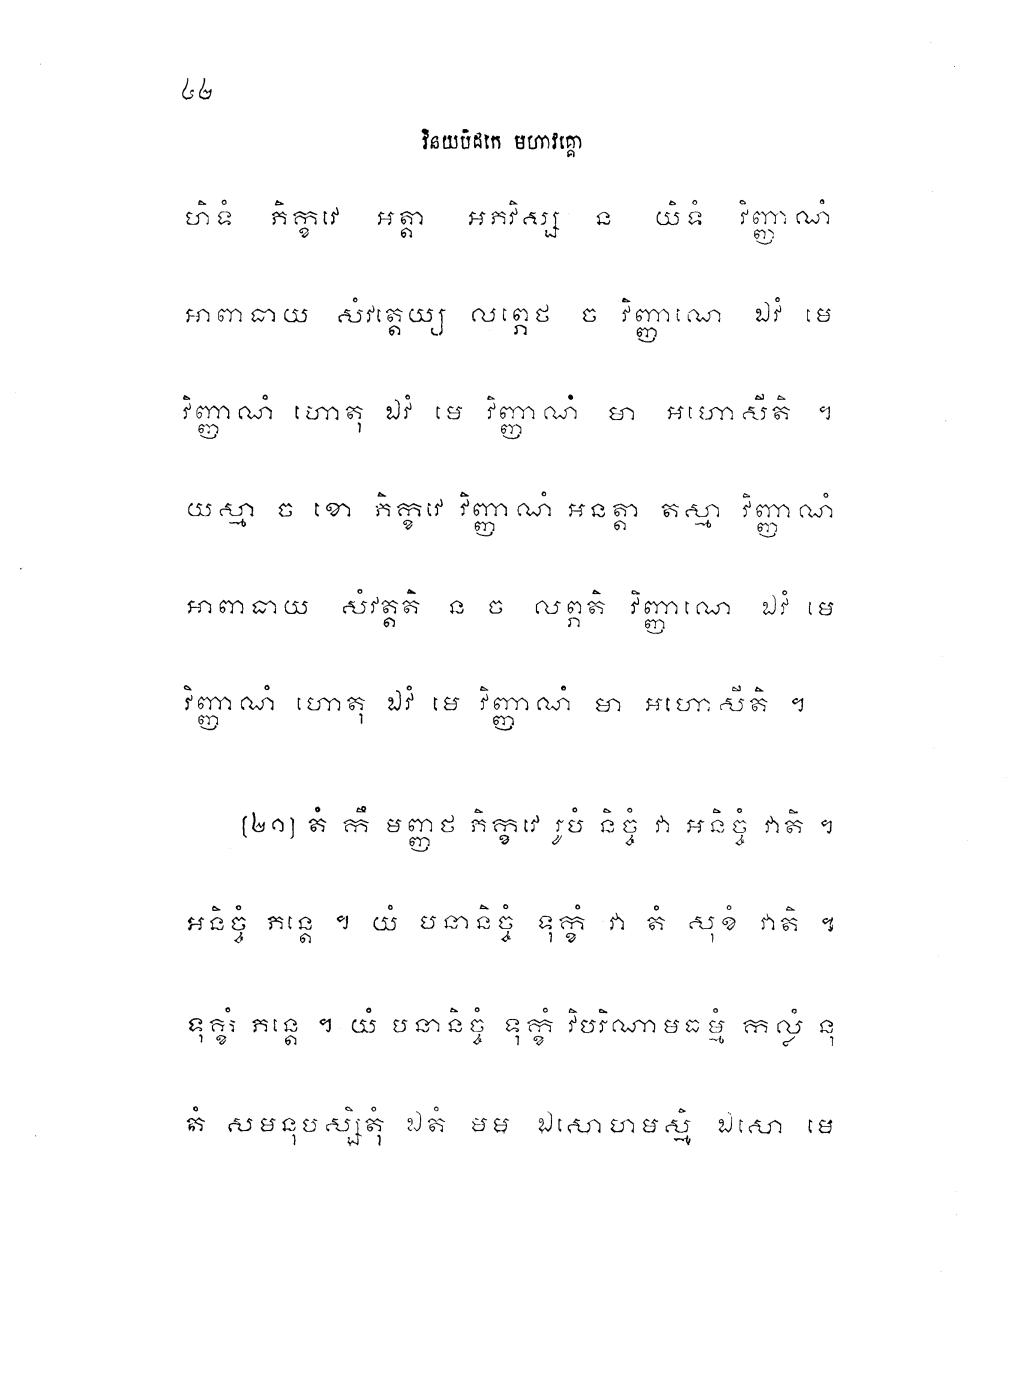 ៤២
វិនយបិដកេ មហាវគ្គោ
ហិទំ ភិក្ខវេ អត្តា អភវិស្ស ន យិទំ វិញ្ញាណំ
អាពាធាយ សំវត្តេយ្យ លព្ភេថ ច វិញ្ញាណេ ឯវំ មេ
វិញ្ញាណំ ហោតុ ឯវំ មេ វិញ្ញាណំ មា អហោសីតិ ។
យស្មា ច ខោ ភិក្ខវេ វិញ្ញាណំ អនត្តា តស្មា វិញ្ញាណំ
អាពាធាយ សំវត្តតិ ន ច លព្ភតិ វិញ្ញាណេ ឯវំ មេ
វិញ្ញាណំ ហោតុ ឯវំ មេ វិញ្ញាណំ មា អហោសីតិ ។
(២១) តំ កឹ មញ្ញថ ភិក្ខវេ រូបំ និច្ចំ វា អនិច្ចំ វាតិ ។
អនិច្ចំ ភន្តេ ។ យំ បនានិច្ចំ ទុក្ខំ វា តំ សុខំ វាតិ ។
ទុក្ខំ ភន្តេ ។ យំ បនានិច្ចំ ទុក្ខំ វិបរិណាមធម្មំ កល្លំ នុ
តំ សមនុបស្សិតុំ ឯតំ មម ឯសោហមស្មិ ឯសោ មេ